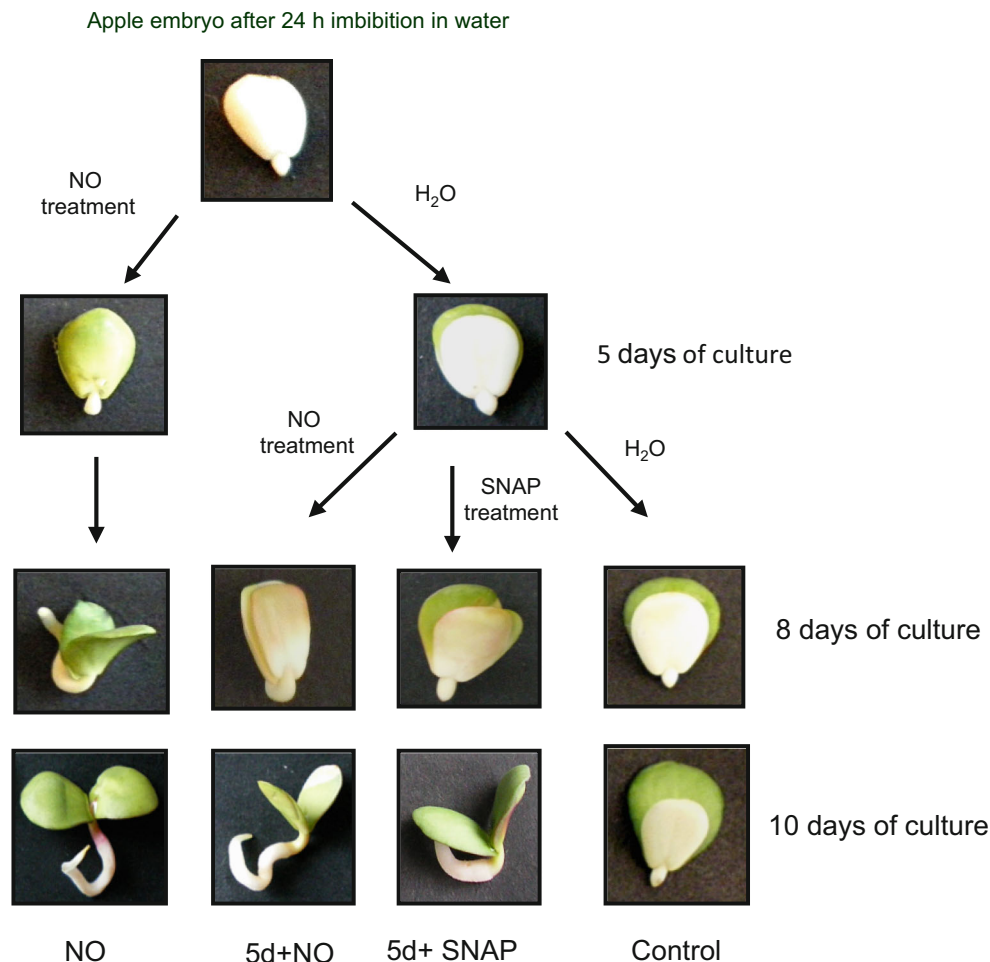 Apple embryo after 24 h imbibition in water
NO
treatment
H₂O
5 days of culture
NO
treatment
SNAP
treatment
H₂O
8 days of culture
10 days of culture
NO
5d+NO
5d+ SNAP
Control